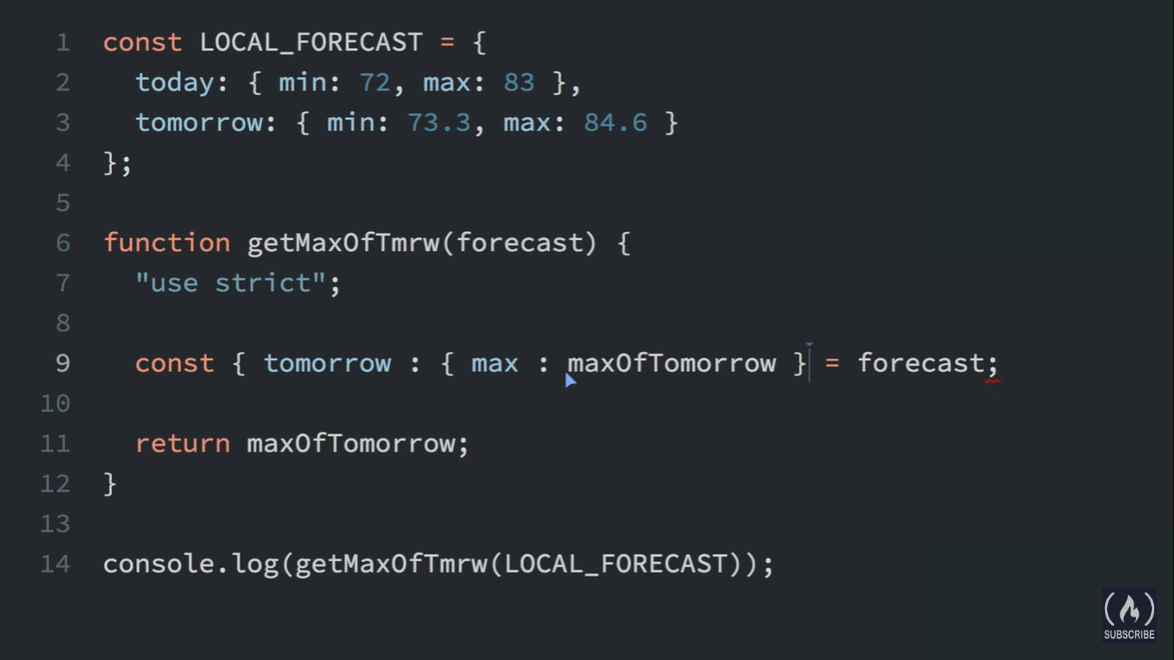 1 const LOCAL_FORECAST = {
2   today: { min: 72, max: 83 },
3   tomorrow: { min: 73.3, max: 84.6 }
4 };
5
6 function getMaxOfTmrw(forecast) {
7   "use strict";
8
9   const { tomorrow : { max : maxOfTomorrow } = forecast;
10
11   return maxOfTomorrow;
12 }
13
14 console.log(getMaxOfTmrw(LOCAL_FORECAST));
SUBSCRIBE